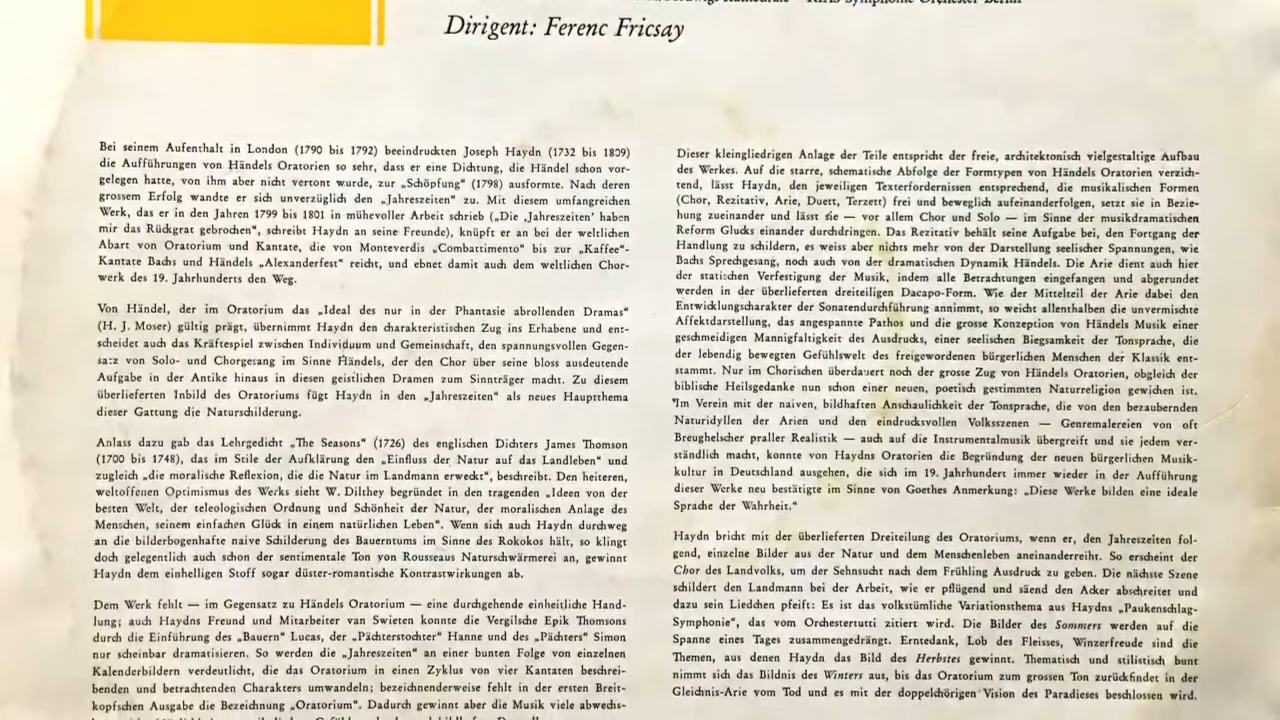 Dirigent: Ferenc Fricsay
Bei seinem Aufenthalt in London (1790 bis 1792) beeindruckten Joseph Haydn (1732 bis 1809)
die Aufführungen von Händels Oratorien so sehr, dass er eine Dichtung, die Händel schon vor-
gelegen hatte, von ihm aber nicht vertont wurde, zur „Schöpfung“ (1798) ausformte. Nach deren
grossem Erfolg wandte er sich unverzüglich den „Jahreszeiten“ zu. Mit diesem umfangreichen
Werk, das er in den Jahren 1799 bis 1801 in mühevoller Arbeit schrieb („Die ‚Jahreszeiten’ haben
mir das Rückgrat gebrochen“, schreibt Haydn an seine Freunde), knüpft er an bei der weltlichen
Abart von Oratorium und Kantate, die von Monteverdis „Combattimento“ bis zur „Kaffee“-
Kantate Bachs und Händels „Alexanderfest“ reicht, und ebnet damit auch dem weltlichen Chor-
werk des 19. Jahrhunderts den Weg.
Von Händel, der im Oratorium das „Ideal des nur in der Phantasie abrollenden Dramas“
(H. J. Moser) gültig prägt, übernimmt Haydn den charakteristischen Zug ins Erhabene und ent-
scheidet auch das Kräftespiel zwischen Individuum und Gemeinschaft, den spannungsvollen Gegen-
satz von Solo- und Chorgesang im Sinne Händels, der den Chor über seine bloss ausdeutende
Aufgabe in der Antike hinaus in diesen geistlichen Dramen zum Sinnträger macht. Zu diesem
überlieferten Inbild des Oratoriums fügt Haydn in den „Jahreszeiten“ als neues Hauptthema
dieser Gattung die Naturschilderung.
Anlass dazu gab das Lehrgedicht „The Seasons“ (1726) des englischen Dichters James Thomson
(1700 bis 1748), das im Stile der Aufklärung den „Einfluss der Natur auf das Landleben“ und
zugleich „die moralische Reflexion, die die Natur im Landmann erweckt“, beschreibt. Den heiteren,
weltoffenen Optimismus des Werks sieht W. Dilthey begründet in den tragenden „Ideen von der
besten Welt, der teleologischen Ordnung und Schönheit der Natur, der moralischen Anlage des
Menschen, seinem einfachen Glück in einem natürlichen Leben“. Wenn sich auch Haydn durchweg
an die bilderbogenhafte naive Schilderung des Bauerntums im Sinne des Rokokos hält, so klingt
doch gelegentlich auch schon der sentimentale Ton von Rousseaus Naturschwärmerei an, gewinnt
Haydn dem einhelligen Stoff sogar düster-romantische Kontrastwirkungen ab.
Dem Werk fehlt — im Gegensatz zu Händels Oratorium — eine durchgehende einheitliche Hand-
lung; auch Haydns Freund und Mitarbeiter van Swieten konnte die Vergilsche Epik Thomsons
durch die Einführung des „Bauern“ Lucas, der „Pächterstochter“ Hanne und des „Pächters“ Simon
nur scheinbar dramatisieren. So werden die „Jahreszeiten“ an einer bunten Folge von einzelnen
Kalenderbildern verdeutlicht, die das Oratorium in einen Zyklus von vier Kantaten beschrei-
benden und betrachtenden Charakters umwandeln; bezeichnenderweise fehlt in der ersten Breit-
kopfschen Ausgabe die Bezeichnung „Oratorium“. Dadurch gewinnt aber die Musik viele abwechs-
Dieser kleingliedrigen Anlage der Teile entspricht der freie, architektonisch vielgestaltige Aufbau
des Werkes. Auf die starre, schematische Abfolge der Formtypen von Händels Oratorien verzich-
tend, lässt Haydn, den jeweiligen Texterfordernissen entsprechend, die musikalischen Formen
(Chor, Rezitativ, Arie, Duett, Terzett) frei und beweglich aufeinanderfolgen, setzt sie in Bezie-
hung zueinander und lässt sie — vor allem Chor und Solo — im Sinne der musikdramatischen
Reform Glucks einander durchdringen. Das Rezitativ behält seine Aufgabe bei, den Fortgang der
Handlung zu schildern, es weiss aber nichts mehr von der Darstellung seelischer Spannungen, wie
Bachs Sprechgesang, noch auch von der dramatischen Dynamik Händels. Die Arie dient auch hier
der statischen Verfestigung der Musik, indem alle Betrachtungen eingefangen und abgerundet
werden in der überlieferten dreiteiligen Dacapo-Form. Wie der Mittelteil der Arie dabei den
Entwicklungscharakter der Sonatendurchführung annimmt, so weicht allenthalben die unvermischte
Affektdarstellung, das angespannte Pathos und die grosse Konzeption von Händels Musik einer
geschmeidigen Mannigfaltigkeit des Ausdrucks, einer seelischen Biegsamkeit der Tonsprache, die
der lebendig bewegten Gefühlswelt des freigewordenen bürgerlichen Menschen der Klassik ent-
stammt. Nur im Chorischen überdauert noch der grosse Zug von Händels Oratorien, obgleich der
biblische Heilsgedanke nun schon einer neuen, poetisch gestimmten Naturreligion gewichen ist.
Im Verein mit der naiven, bildhaften Anschaulichkeit der Tonsprache, die von den bezaubernden
Naturidyllen der Arien und den eindrucksvollen Volksszenen — Genremalereien von oft
Breughelscher praller Realistik — auch auf die Instrumentalmusik übergreift und sie jedem ver-
ständlich macht, konnte von Haydns Oratorien die Begründung der neuen bürgerlichen Musik-
kultur in Deutschland ausgehen, die sich im 19. Jahrhundert immer wieder in der Aufführung
dieser Werke neu bestätigte im Sinne von Goethes Anmerkung: „Diese Werke bilden eine ideale
Sprache der Wahrheit.“
Haydn bricht mit der überlieferten Dreiteilung des Oratoriums, wenn er, den Jahreszeiten fol-
gend, einzelne Bilder aus der Natur und dem Menschenleben aneinanderreiht. So erscheint der
Chor des Landvolks, um der Sehnsucht nach dem Frühling Ausdruck zu geben. Die nächste Szene
schildert den Landmann bei der Arbeit, wie er pflügend und säend den Acker abschreitet und
dazu sein Liedchen pfeift: Es ist das volkstümliche Variationsthema aus Haydns „Paukenschlag-
Symphonie“, das vom Orchestertutti zitiert wird. Die Bilder des Sommers werden auf die
Spanne eines Tages zusammengedrängt. Erntedank, Lob des Fleisses, Winzerfreude sind die
Themen, aus denen Haydn das Bild des Herbstes gewinnt. Thematisch und stilistisch bunt
nimmt sich das Bildnis des Winters aus, bis das Oratorium zum grossen Ton zurückfindet in der
Gleichnis-Arie vom Tod und es mit der doppelchörigen Vision des Paradieses beschlossen wird.